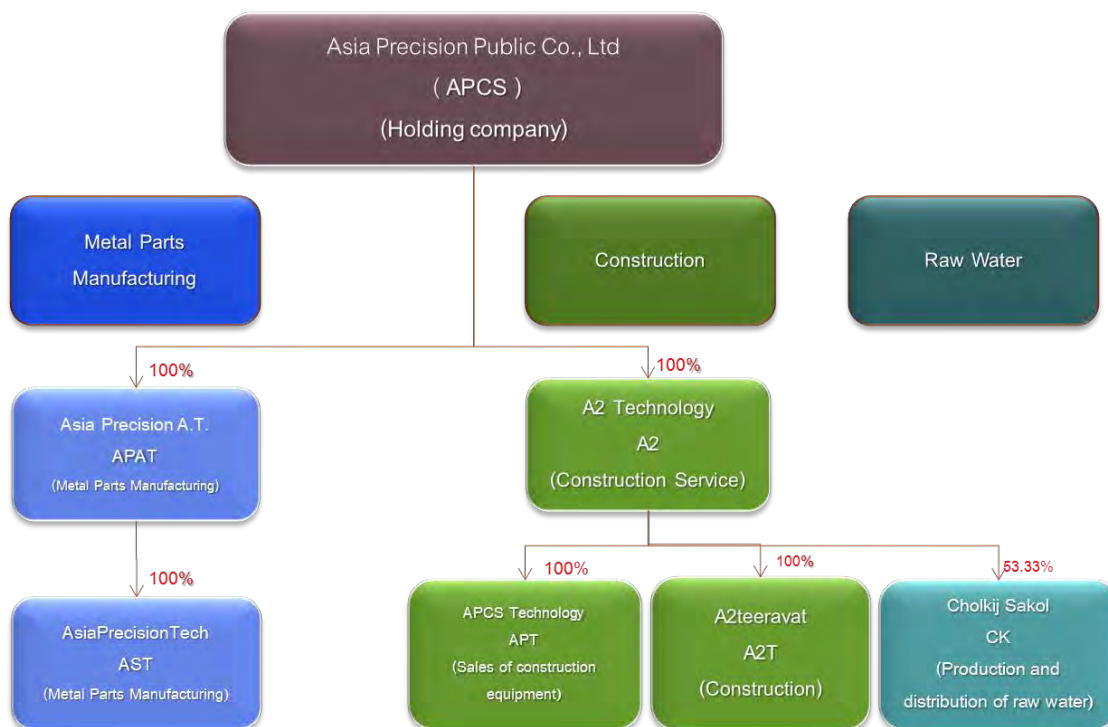 Asia Precision Public Co., Ltd
( APCS )
(Holding company)
Metal Parts
Manufacturing
Construction
Raw Water
100%
100%
Asia Precision A.T.
APAT
(Metal Parts Manufacturing)
A2 Technology
A2
(Construction Service)
100%
100%
100%
53.33%
AsiaPrecisionTech
AST
(Metal Parts Manufacturing)
APCS Technology
APT
(Sales of construction
equipment)
A2teeravat
A2T
(Construction)
Cholkij Sakol
CK
(Production and
distribution of raw water)